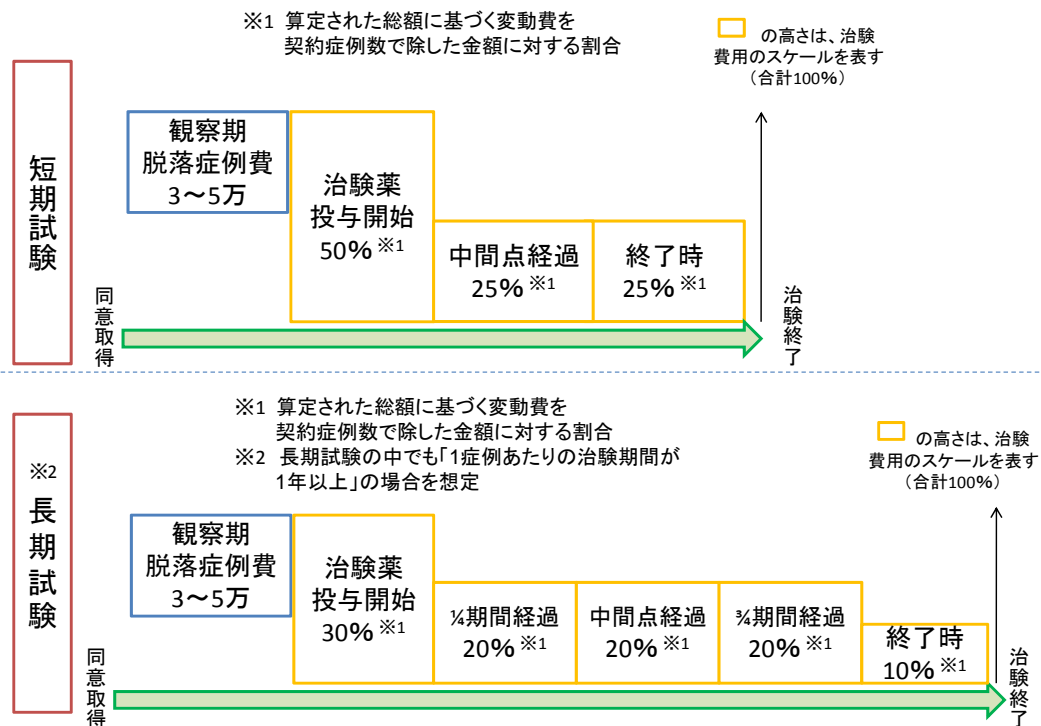 ※1 算定された総額に基づく変動費を
契約症例数で除した金額に対する割合
の高さは、治験
費用のスケールを表す
（合計100%）
短期試験
観察期
脱落症例費
3～5万
治験薬
投与開始
50% ※1
中間点経過
25% ※1
終了時
25% ※1
同意取得
治験終了
※1 算定された総額に基づく変動費を
契約症例数で除した金額に対する割合
※2 長期試験の中でも「1症例あたりの治験期間が
1年以上」の場合を想定
の高さは、治験
費用のスケールを表す
（合計100%）
※2
長期試験
観察期
脱落症例費
3～5万
治験薬
投与開始
30% ※1
¼期間経過
20% ※1
中間点経過
20% ※1
¾期間経過
20% ※1
終了時
10% ※1
同意取得
治験終了